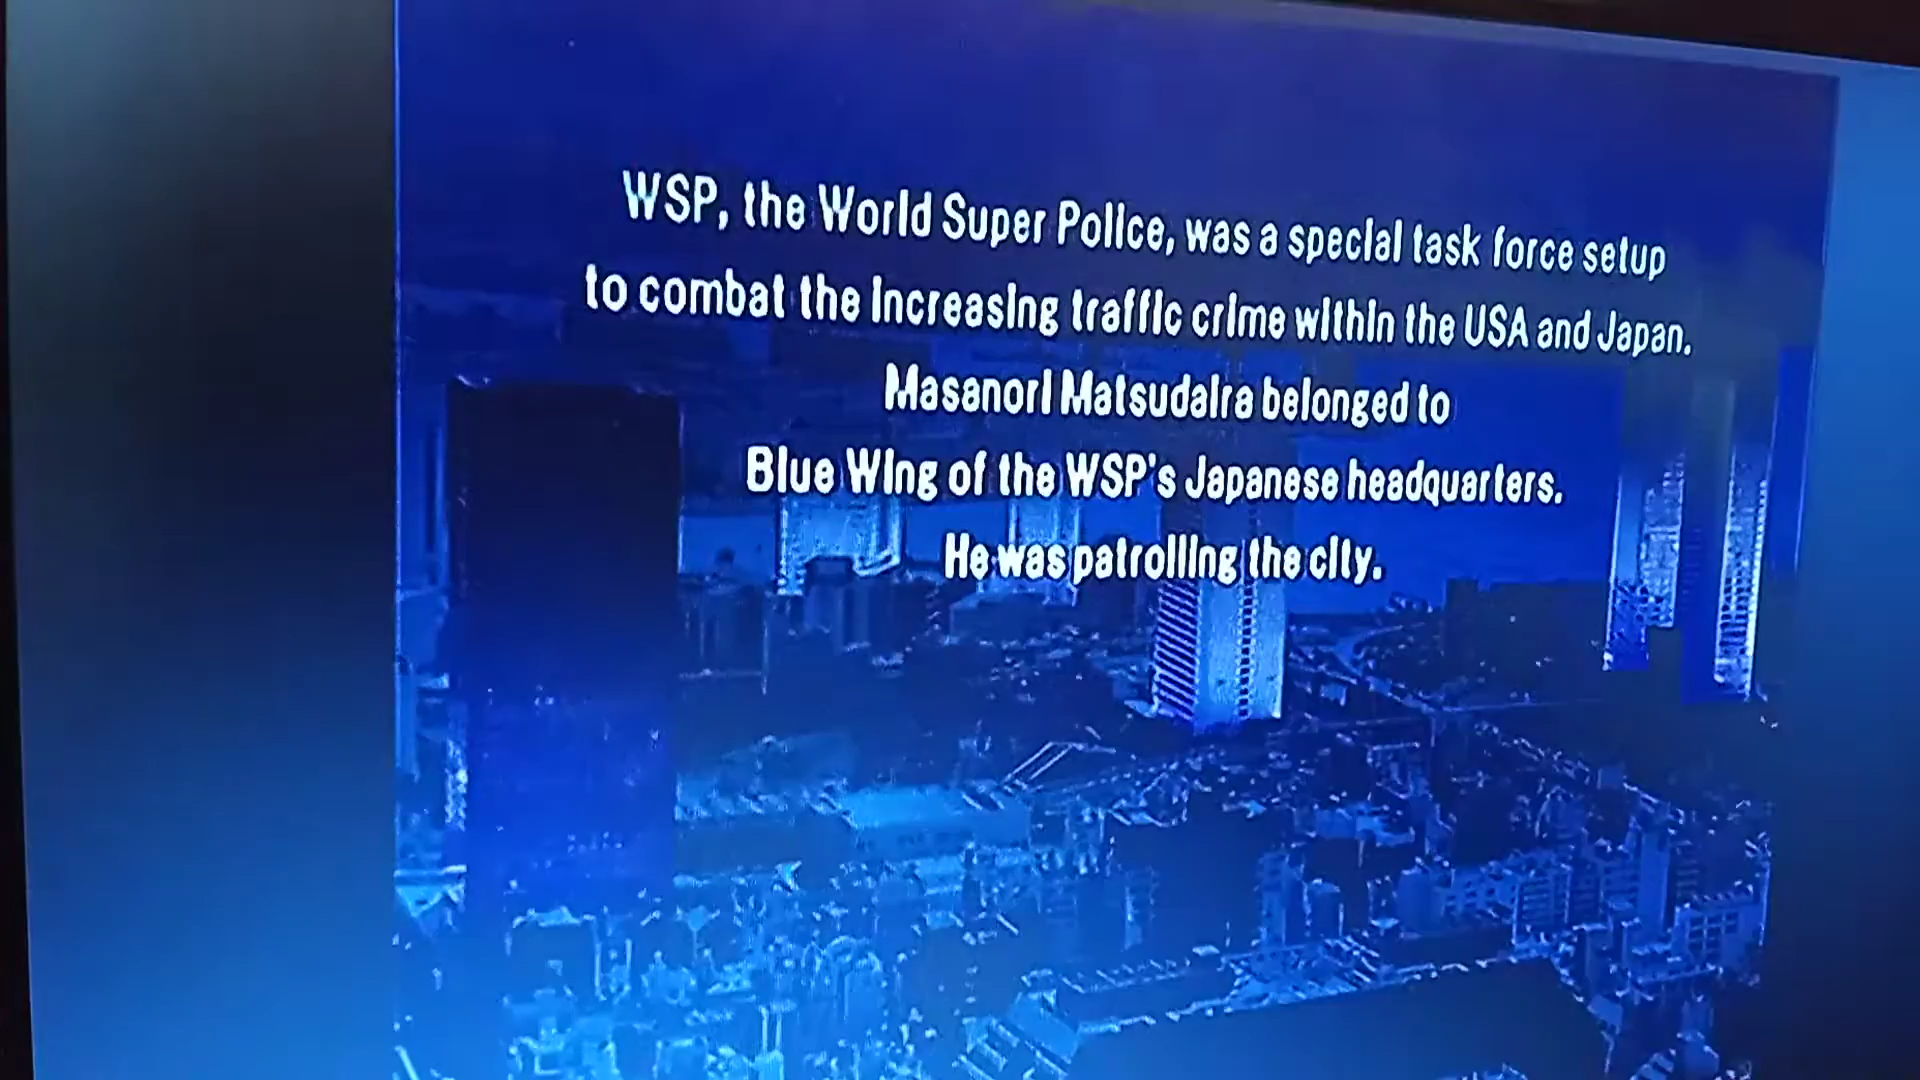 WSP, the World Super Police, was a special task force setup
to combat the increasing traffic crime within the USA and Japan.
Masanori Matsudaira belonged to
Blue Wing of the WSP's Japanese headquarters.
He was patrolling the city.